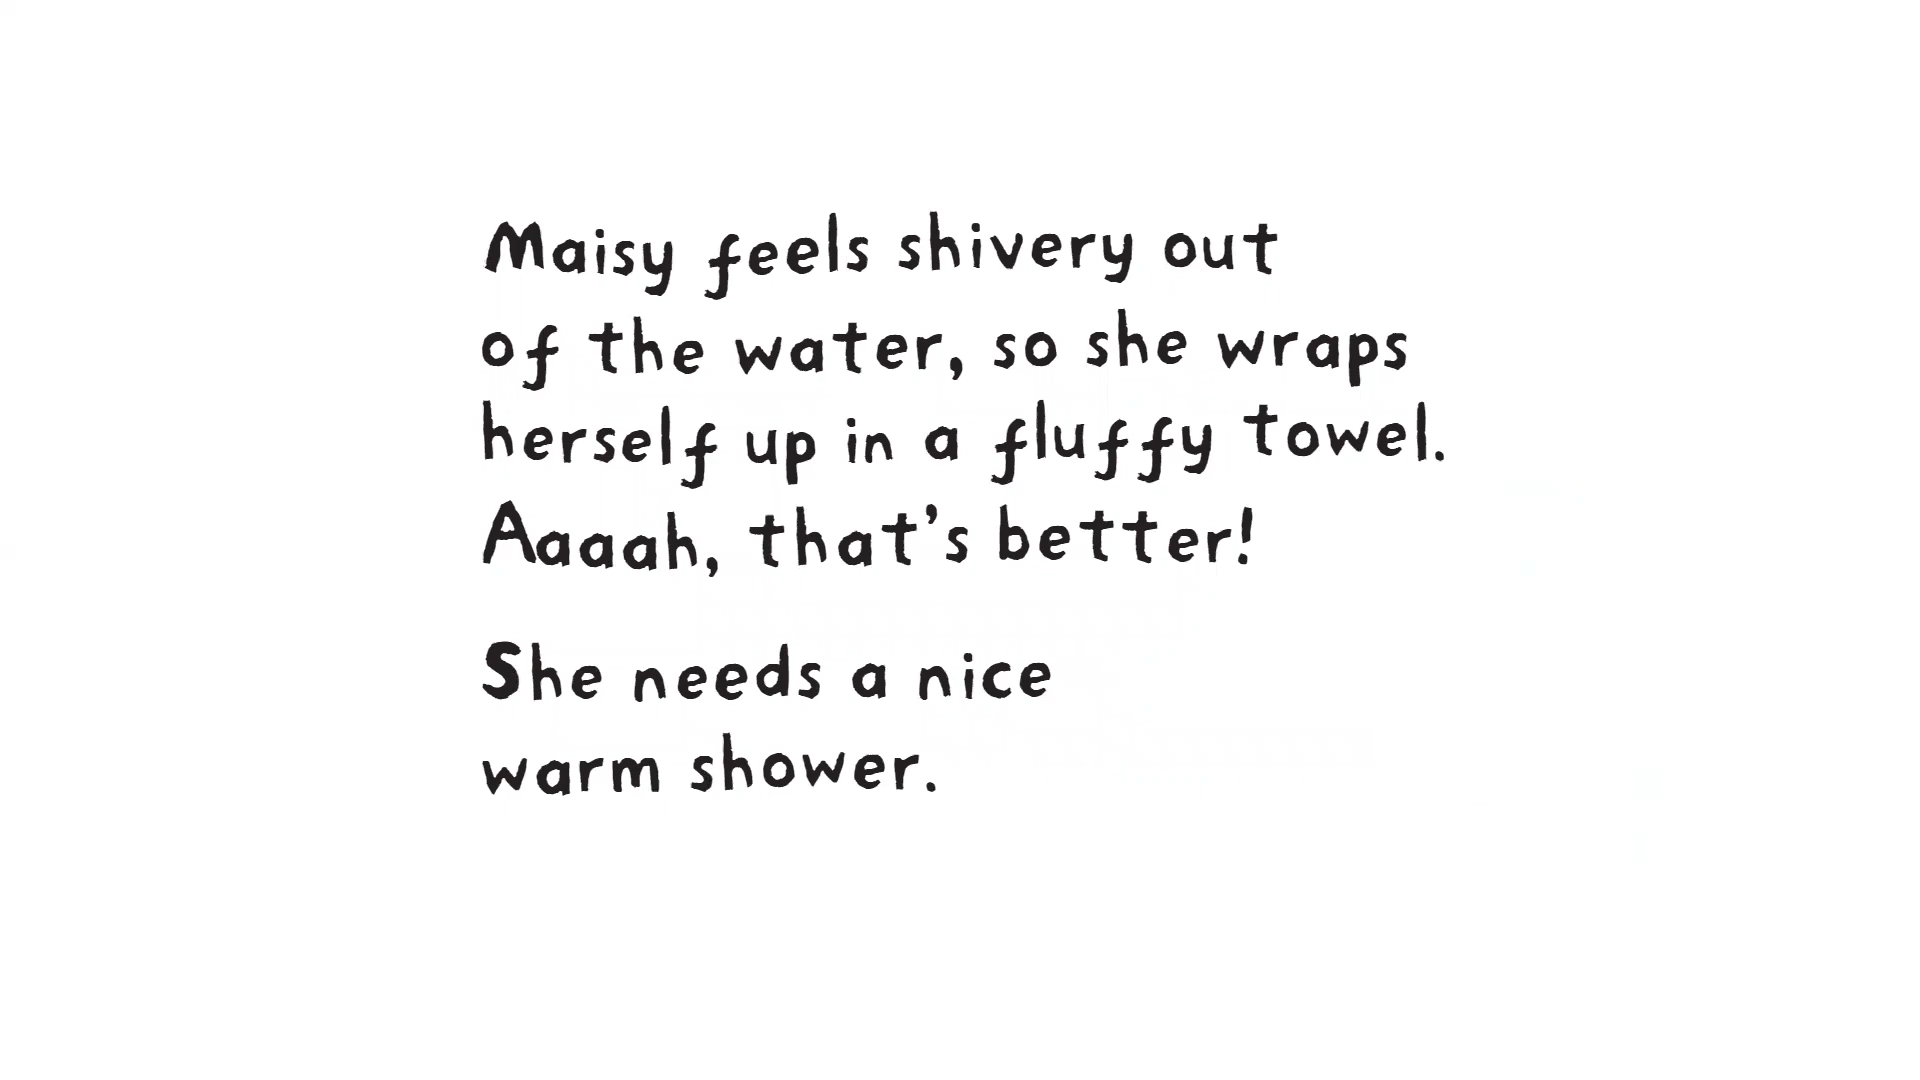 Maisy feels shivery out
of the water, so she wraps
herself up in a fluffy towel.
Aaaah, that's better!
She needs a nice
warm shower.